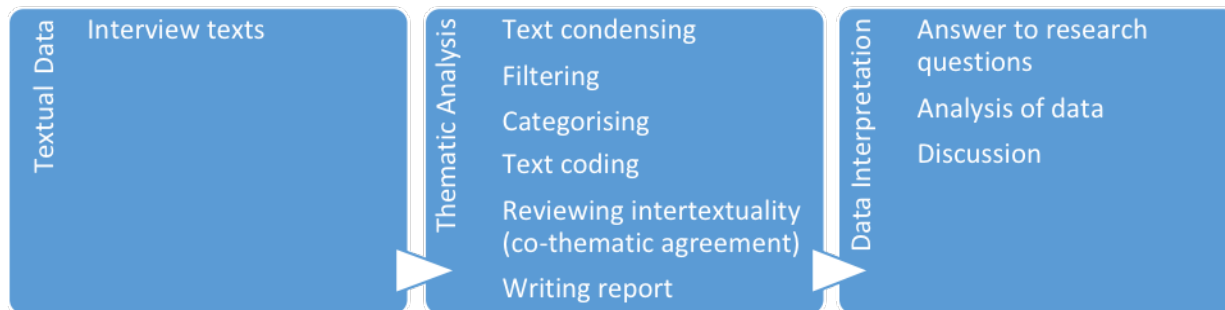 Textual Data
Interview texts
Thematic Analysis
Text condensing
Filtering
Categorising
Text coding
Reviewing intertextuality
(co-thematic agreement)
Writing report
Data Interpretation
Answer to research
questions
Analysis of data
Discussion